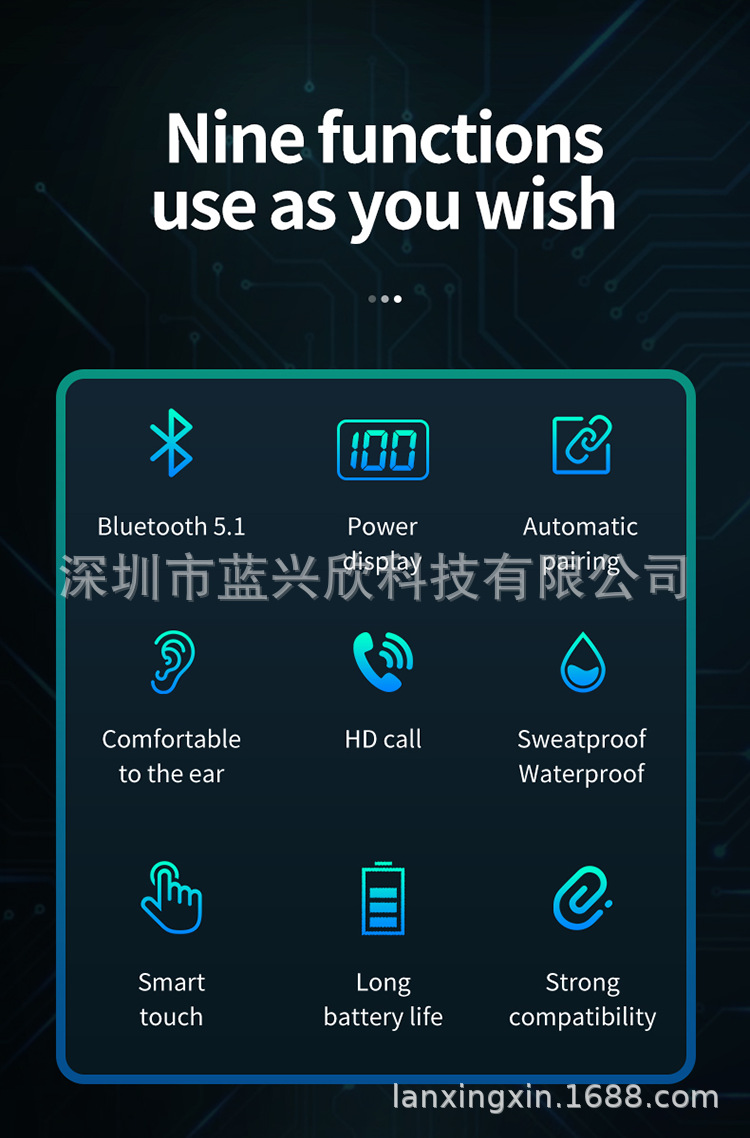 Nine functions
use as you wish
100
Bluetooth 5.1
Power
display
Automatic
pairing
深圳市蓝兴欣科技有限公司
Comfortable
to the ear
HD call
Sweatproof
Waterproof
Smart
touch
Long
battery life
Strong
compatibility
lanxingxin.1688.com